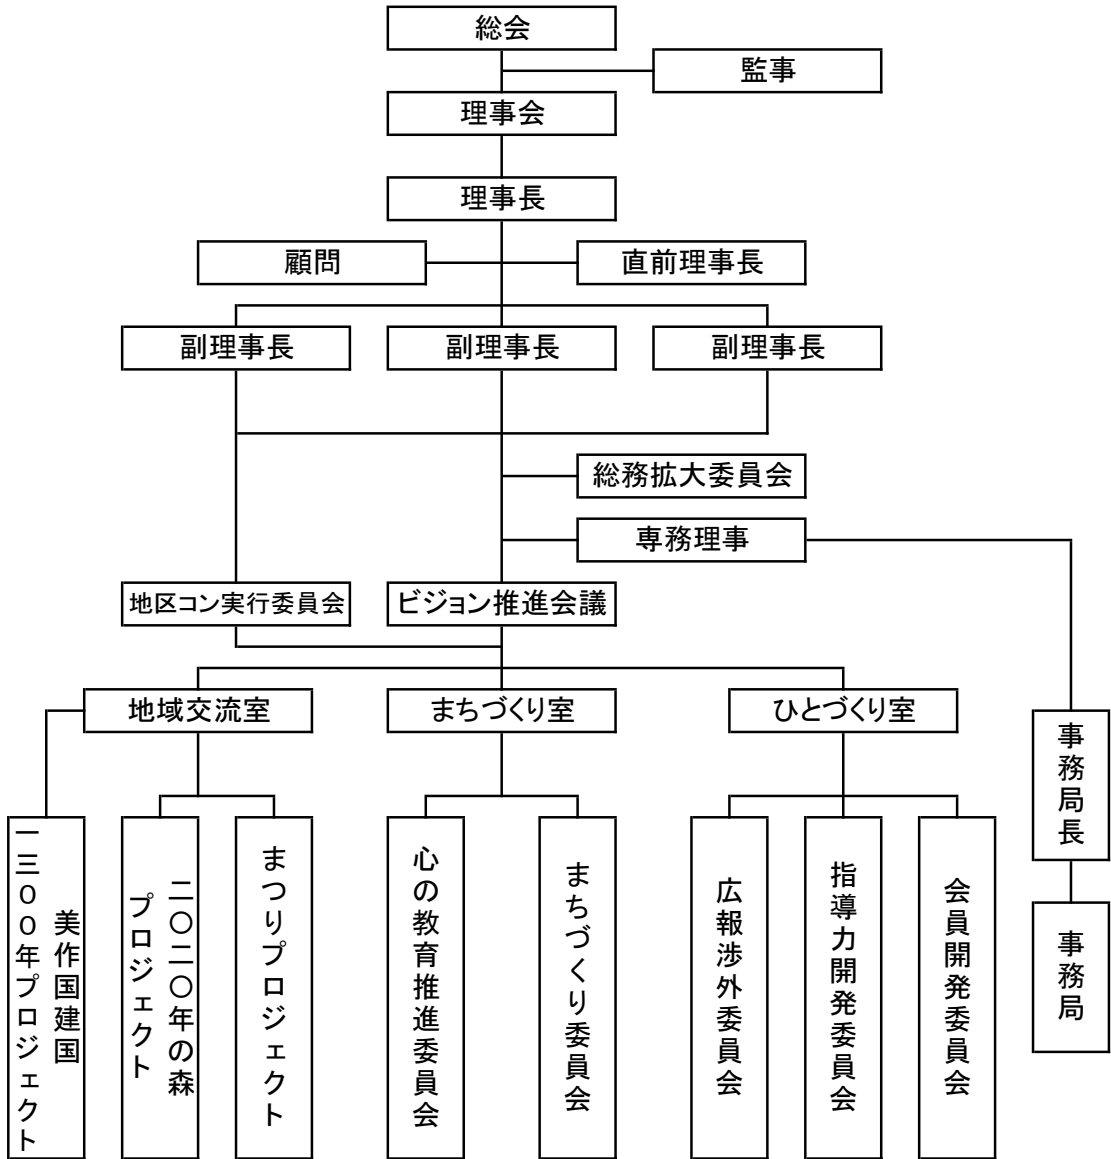 総会
監事
理事会
理事長
顧問
直前理事長
副理事長
副理事長
副理事長
総務拡大委員会
専務理事
地区コン実行委員会
ビジョン推進会議
地域交流室
まちづくり室
ひとづくり室
事務局長
美作国建国
一三〇〇年プロジェクト
二〇二〇年の森
プロジェクト
まつりプロジェクト
心の教育推進委員会
まちづくり委員会
広報渉外委員会
指導力開発委員会
会員開発委員会
事務局